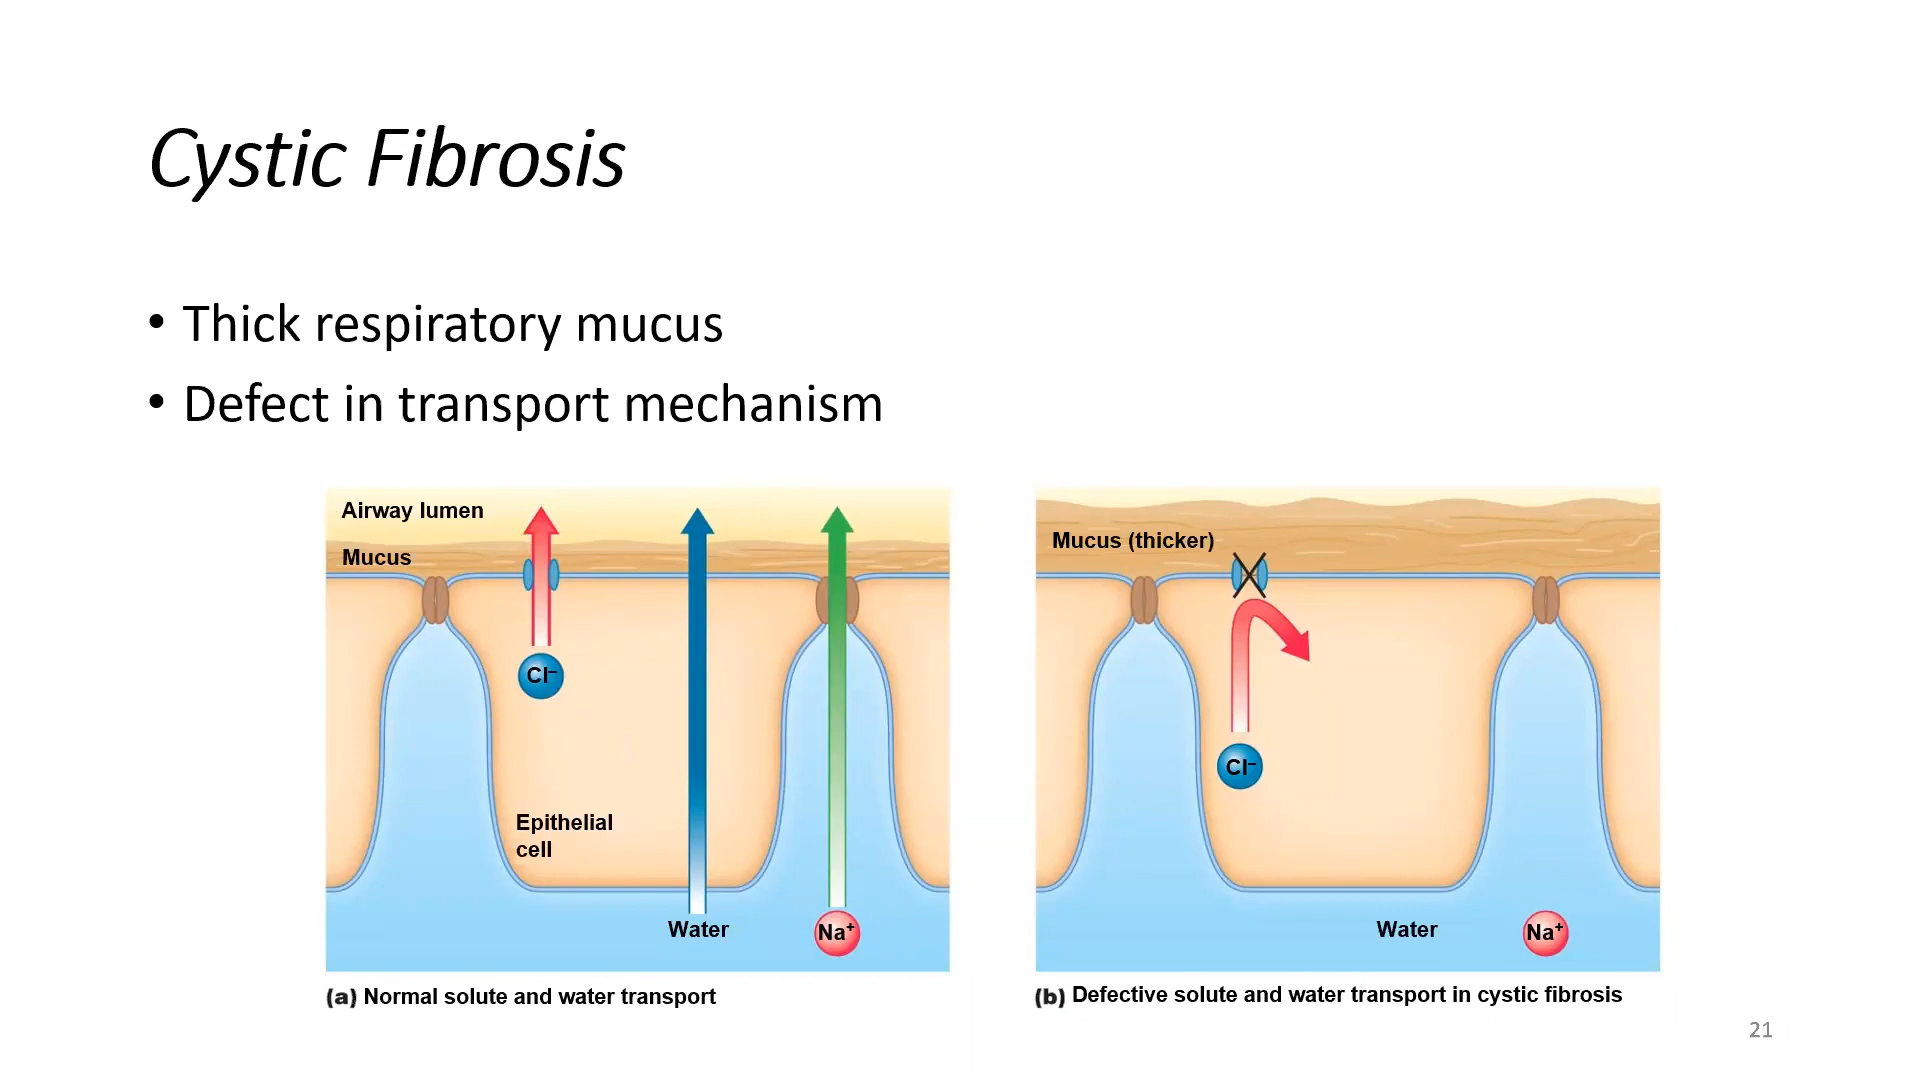 Cystic Fibrosis
• Thick respiratory mucus
• Defect in transport mechanism
Airway lumen
Mucus
Cl–
Epithelial
cell
Water
Na+
(a) Normal solute and water transport
Mucus (thicker)
Cl–
Water
Na+
(b) Defective solute and water transport in cystic fibrosis
21